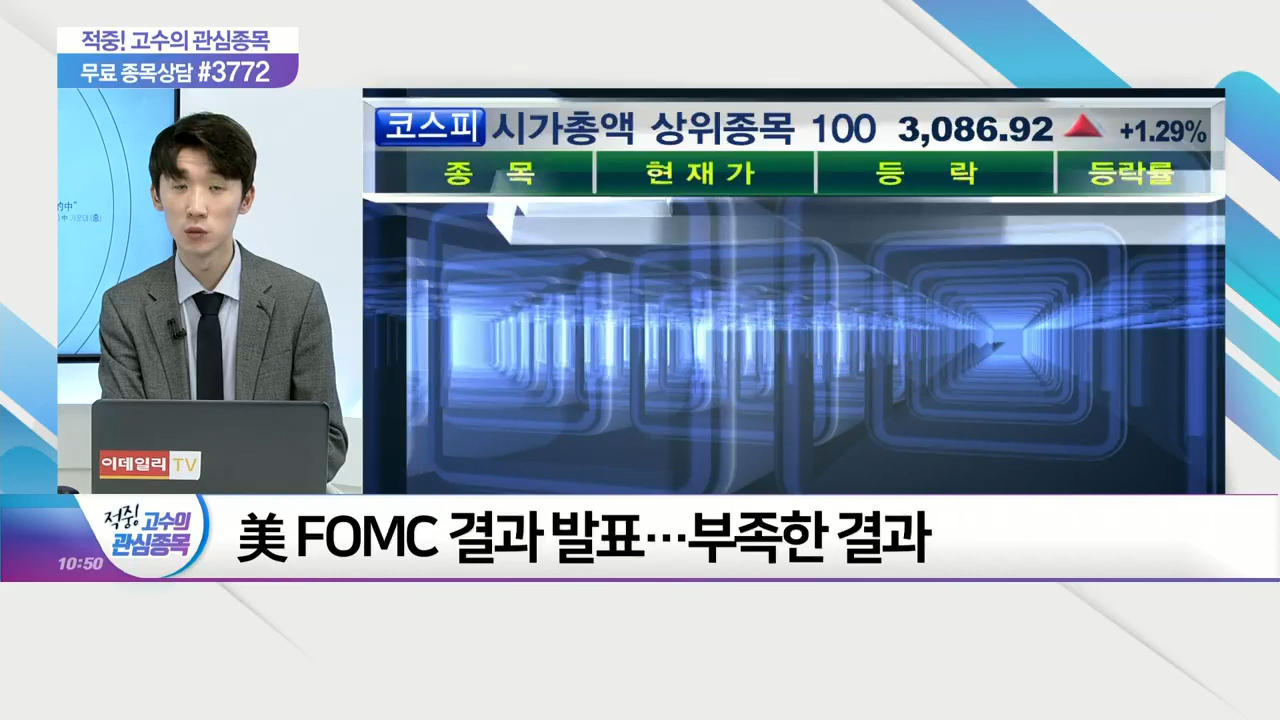 적중! 고수의 관심종목
무료 종목상담 #3772
的中"
코스피 시가총액 상위종목 100 3,086.92 +1.29%
종 목 현 재 가 등 락 등락률
이데일리 TV
적중! 고수의
관심종목
10:50
美 FOMC 결과 발표…부족한 결과